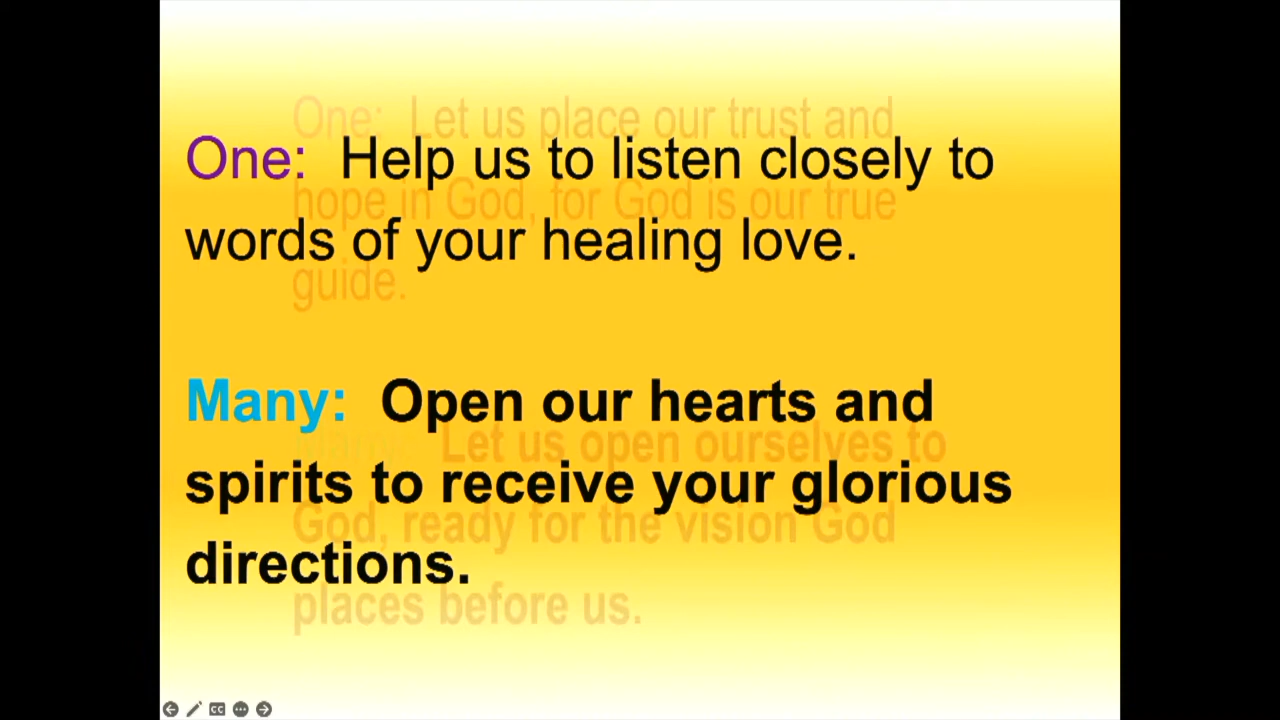 One: Let us place our trust and
One: Help us to listen closely to
hope in God, for God is our true
words of your healing love.
guide.
Many: Open our hearts and
Many: Let us open ourselves to
spirits to receive your glorious
God, ready for the vision God
directions.
places before us.
CC